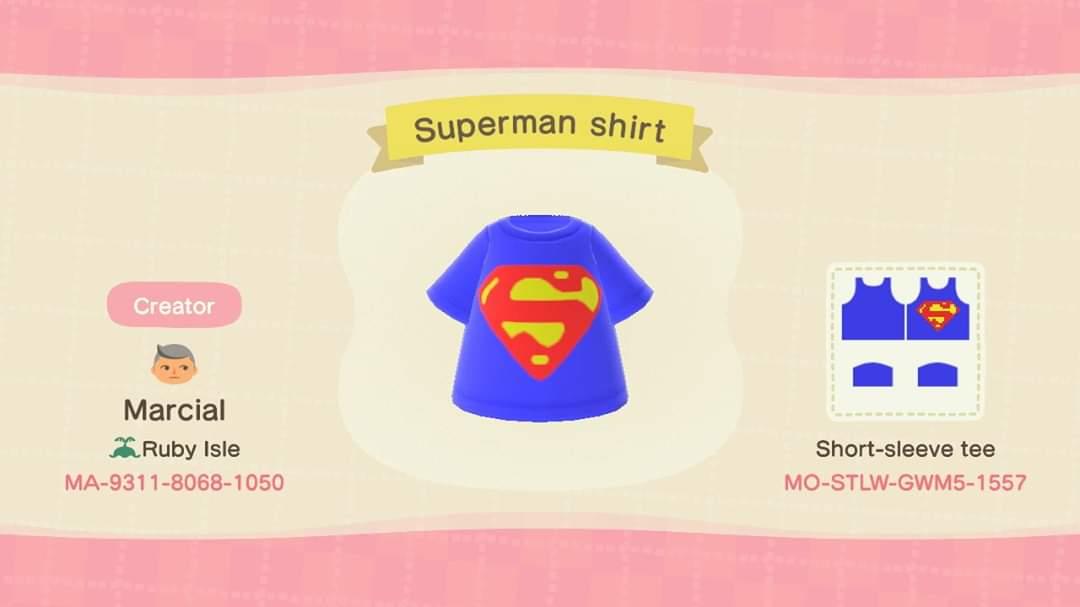 Superman shirt
Creator
Marcial
Ruby Isle
MA-9311-8068-1050
Short-sleeve tee
MO-STLW-GWM5-1557